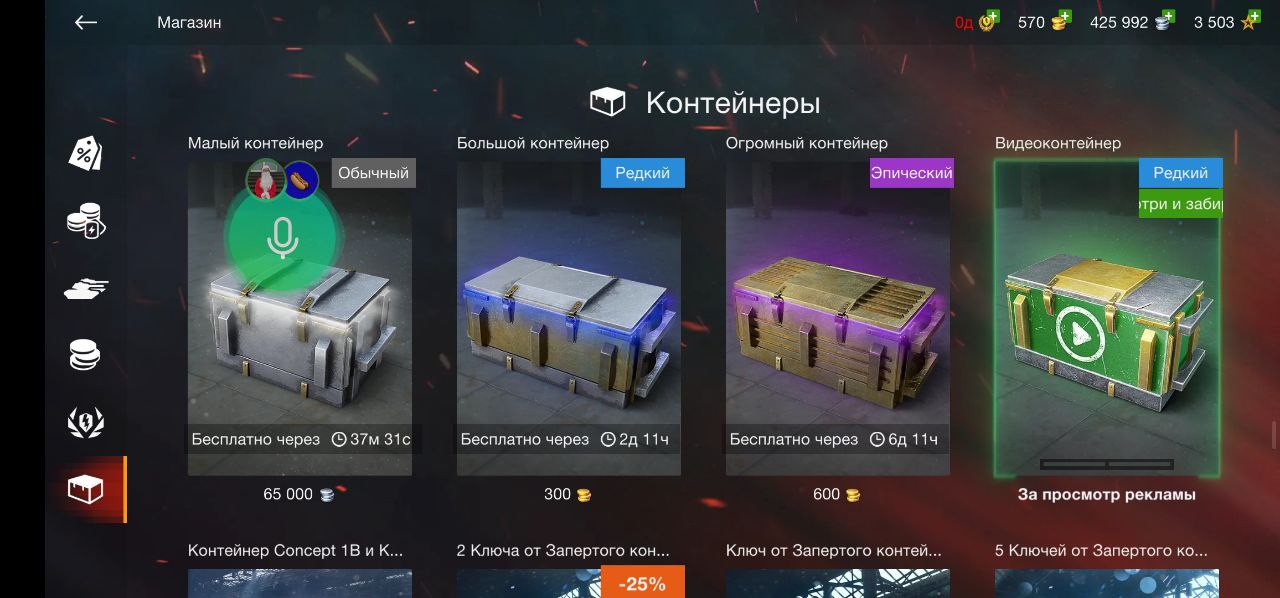 Магазин
0д 570 425 992 3 503
Контейнеры
Малый контейнер
Большой контейнер
Огромный контейнер
Видеоконтейнер
Обычный
Редкий
Эпический
Редкий
три и заби
Бесплатно через 37м 31с
Бесплатно через 2д 11ч
Бесплатно через 6д 11ч
65 000
300
600
За просмотр рекламы
Контейнер Concept 1B и К...
2 Ключа от Запертого кон...
Ключ от Запертого контей...
5 Ключей от Запертого ко...
-25%